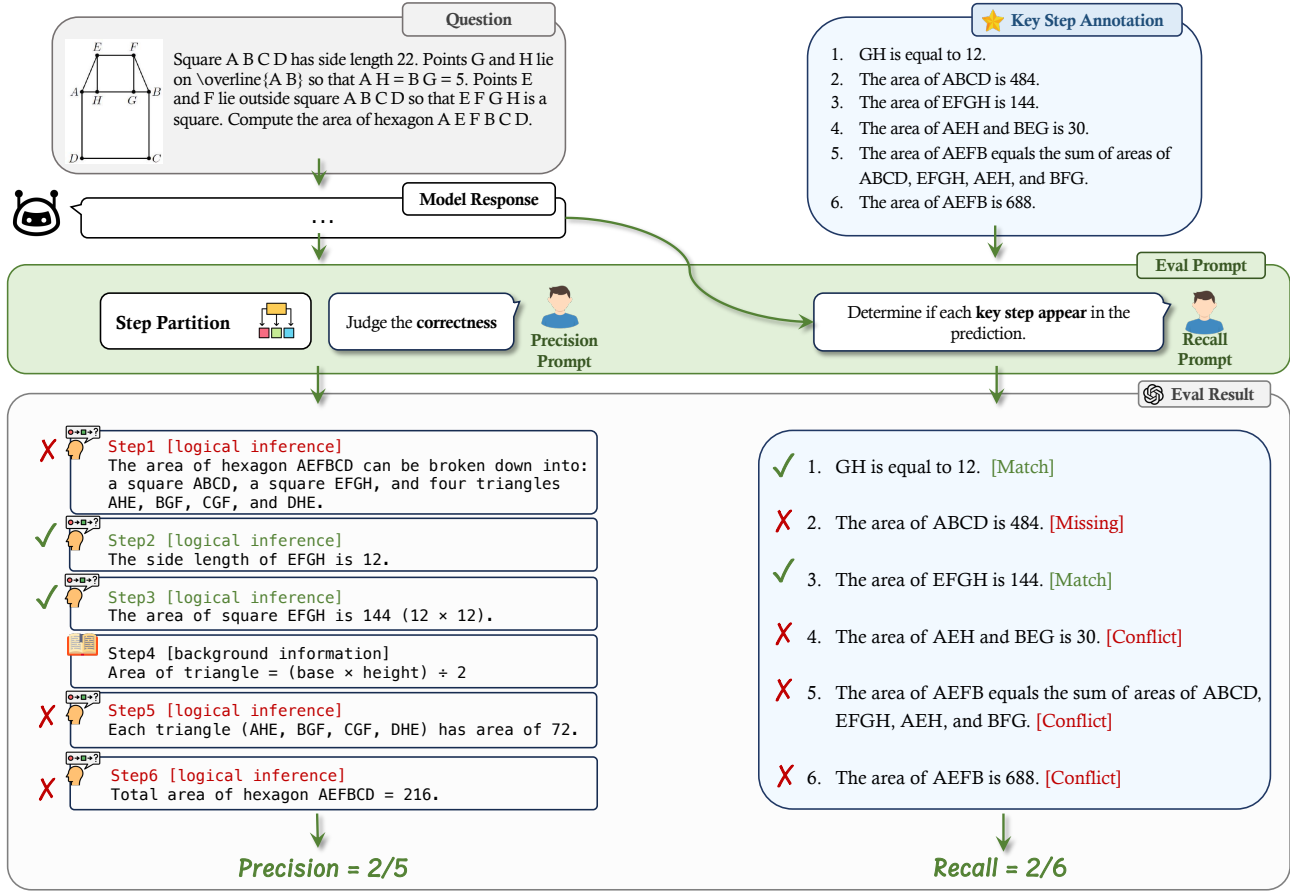 Question
E F
A B
H G
D C
Square A B C D has side length 22. Points G and H lie
on \overline{A B} so that A H = B G = 5. Points E
and F lie outside square A B C D so that E F G H is a
square. Compute the area of hexagon A E F B C D.
Key Step Annotation
1. GH is equal to 12.
2. The area of ABCD is 484.
3. The area of EFGH is 144.
4. The area of AEH and BEG is 30.
5. The area of AEFB equals the sum of areas of
ABCD, EFGH, AEH, and BFG.
6. The area of AEFB is 688.
Model Response
...
Eval Prompt
Step Partition
Judge the correctness
Precision
Prompt
Determine if each key step appear in the
prediction.
Recall
Prompt
Eval Result
Step1 [logical inference]
The area of hexagon AEFBCD can be broken down into:
a square ABCD, a square EFGH, and four triangles
AHE, BGF, CGF, and DHE.
Step2 [logical inference]
The side length of EFGH is 12.
Step3 [logical inference]
The area of square EFGH is 144 (12 × 12).
Step4 [background information]
Area of triangle = (base × height) ÷ 2
Step5 [logical inference]
Each triangle (AHE, BGF, CGF, DHE) has area of 72.
Step6 [logical inference]
Total area of hexagon AEFBCD = 216.
Precision = 2/5
1. GH is equal to 12. [Match]
2. The area of ABCD is 484. [Missing]
3. The area of EFGH is 144. [Match]
4. The area of AEH and BEG is 30. [Conflict]
5. The area of AEFB equals the sum of areas of ABCD,
EFGH, AEH, and BFG. [Conflict]
6. The area of AEFB is 688. [Conflict]
Recall = 2/6